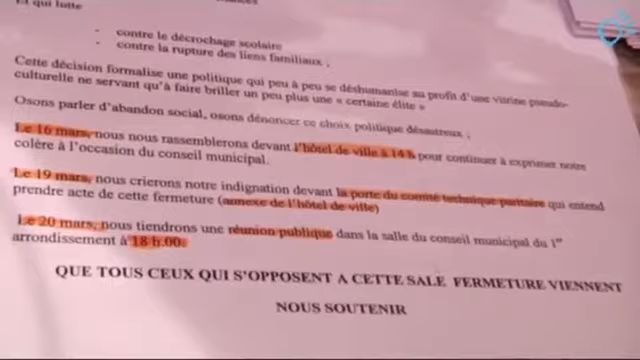 Et qui lutte
- contre le décrochage scolaire
- contre la rupture des liens familiaux ,
Cette décision formalise une politique qui peu à peu se déshumanise au profit d'une vitrine pseudo-
culturelle ne servant qu'à faire briller un peu plus une « certaine élite »
Osons parler d'abandon social, osons dénoncer ce choix politique désastreux ,
Le 16 mars, nous nous rassemblerons devant l'hôtel de ville à 14 h pour continuer à exprimer notre
colère à l'occasion du conseil municipal.
Le 19 mars, nous crierons notre indignation devant la porte du comité technique paritaire qui entend
prendre acte de cette fermeture (annexe de l'hôtel de ville)
Le 20 mars, nous tiendrons une réunion publique dans la salle du conseil municipal du 1er
arrondissement à 18 h.00.
QUE TOUS CEUX QUI S'OPPOSENT A CETTE SALE FERMETURE VIENNENT
NOUS SOUTENIR